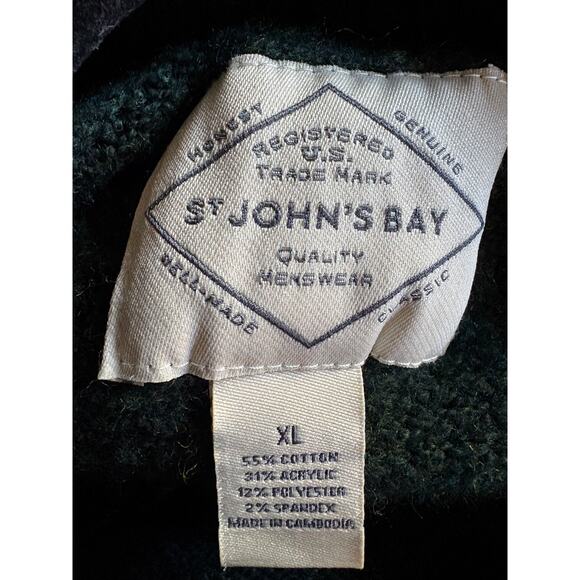 HONEST
GENUINE
REGISTERED
U.S.
TRADE MARK
ST JOHN'S BAY
QUALITY
MENSWEAR
WELL-MADE
CLASSIC
XL
55% COTTON
31% ACRYLIC
12% POLYESTER
2% SPANDEX
MADE IN CAMBODIA